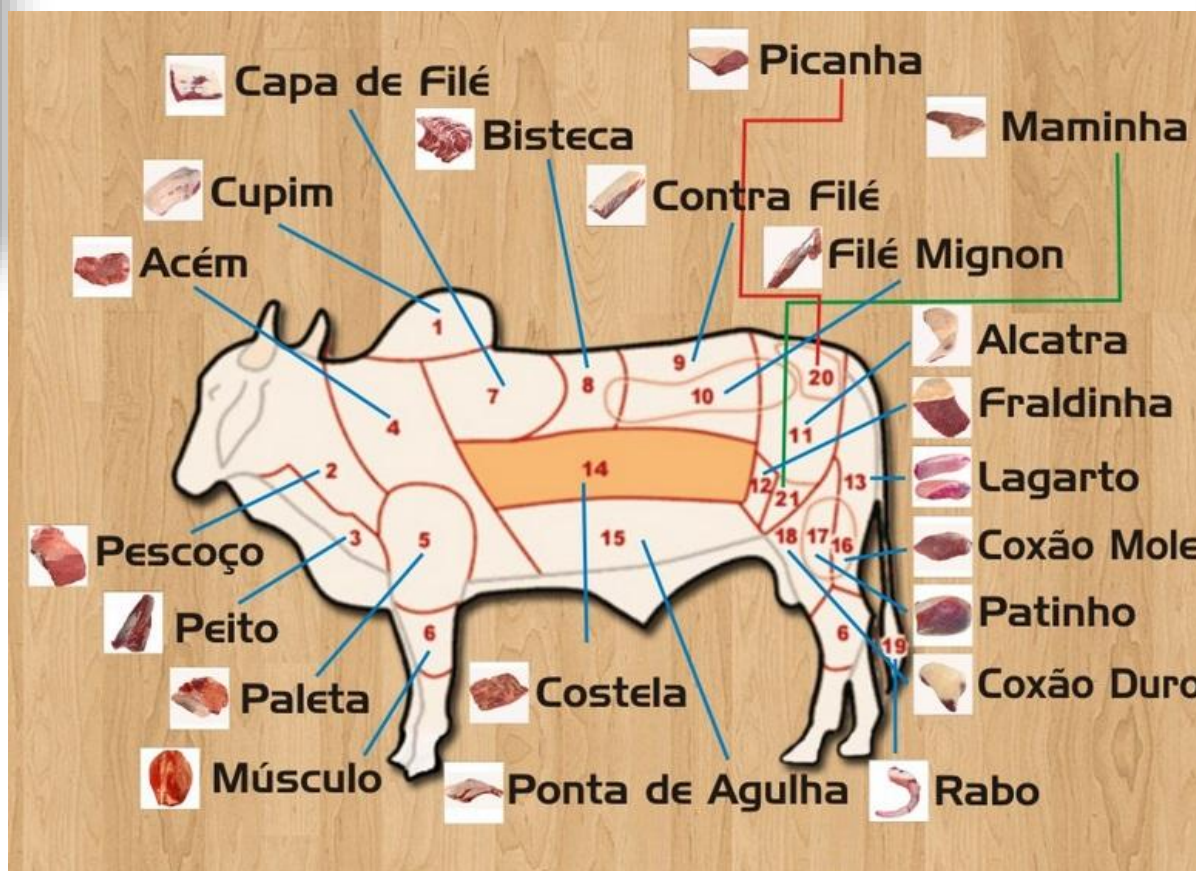 Picanha
Capa de Filé
Maminha
Bisteca
Cupim
Contra Filé
Acém
Filé Mignon
1
Alcatra
9
20
7
8
10
Fraldinha
4
11
2
14
12
13
Lagarto
21
Pescoço
3
5
15
18
17
16
Coxão Mole
Peito
6
6
19
Patinho
Paleta
Costela
Coxão Duro
Músculo
Ponta de Agulha
Rabo